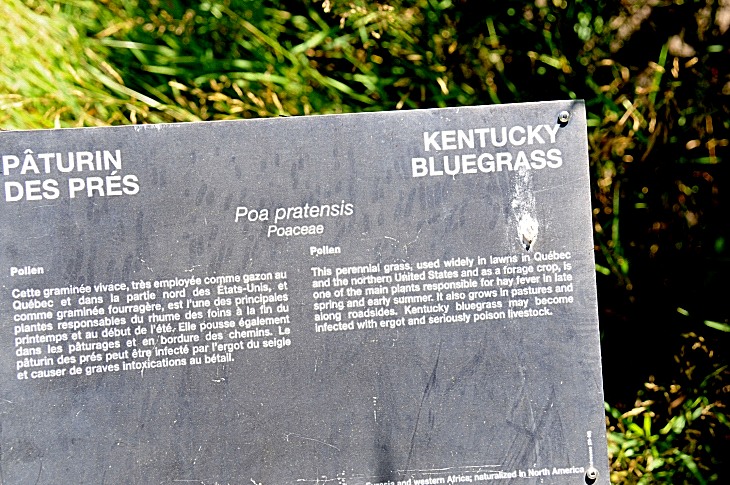 PÂTURIN
DES PRÉS
KENTUCKY
BLUEGRASS
Poa pratensis
Poaceae
Pollen
Cette graminée vivace, très employée comme gazon au
Québec et dans la partie nord des États-Unis, et
comme graminée fourragère, est l'une des principales
plantes responsables du rhume des foins à la fin du
printemps et au début de l'été. Elle pousse également
dans les pâturages et en bordure des chemins. Le
pâturin des prés peut être infecté par l'ergot du seigle
et causer de graves intoxications au bétail.
Pollen
This perennial grass, used widely in lawns in Québec
and the northern United States and as a forage crop, is
one of the main plants responsible for hay fever in late
spring and early summer. It also grows in pastures and
along roadsides. Kentucky bluegrass may become
infected with ergot and seriously poison livestock.
Eurasia and western Africa; naturalized in North America